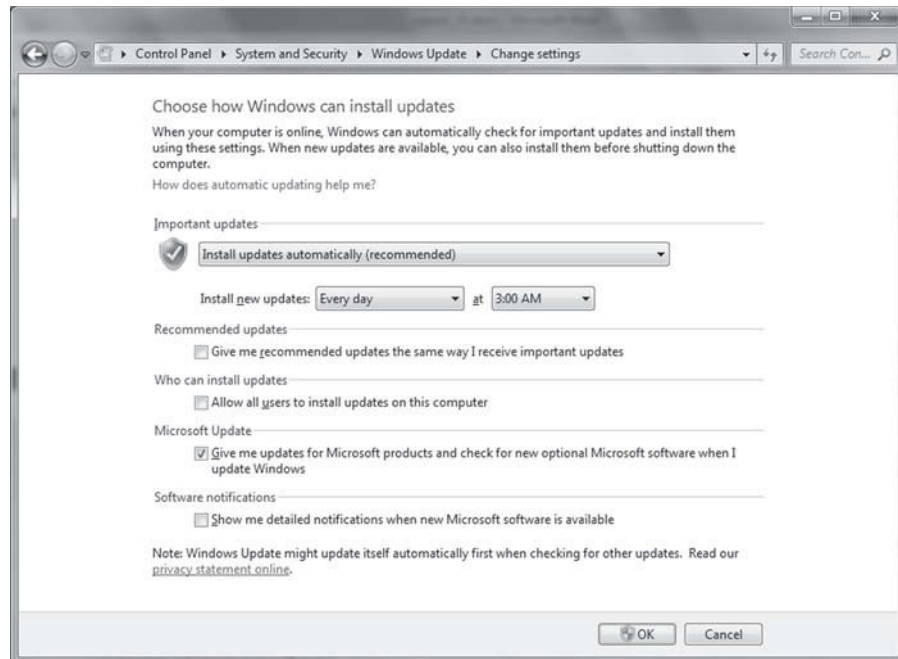 Control Panel ▸ System and Security ▸ Windows Update ▸ Change settings
Search Con...
Choose how Windows can install updates
When your computer is online, Windows can automatically check for important updates and install them
using these settings. When new updates are available, you can also install them before shutting down the
computer.
How does automatic updating help me?
Important updates
Install updates automatically (recommended)
Install new updates: Every day at 3:00 AM
Recommended updates
Give me recommended updates the same way I receive important updates
Who can install updates
Allow all users to install updates on this computer
Microsoft Update
Give me updates for Microsoft products and check for new optional Microsoft software when I
update Windows
Software notifications
Show me detailed notifications when new Microsoft software is available
Note: Windows Update might update itself automatically first when checking for other updates. Read our
privacy statement online.
OK Cancel